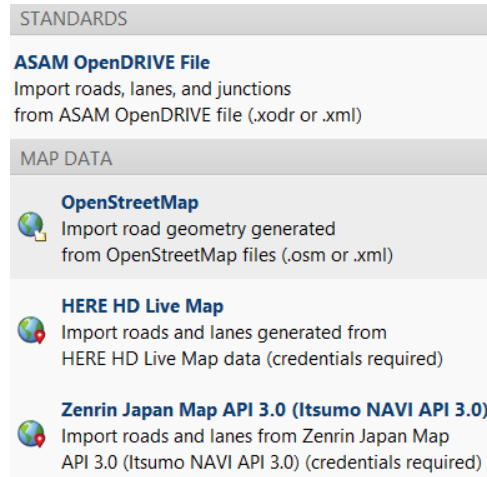 STANDARDS
ASAM OpenDRIVE File
Import roads, lanes, and junctions
from ASAM OpenDRIVE file (.xodr or .xml)
MAP DATA
OpenStreetMap
Import road geometry generated
from OpenStreetMap files (.osm or .xml)
HERE HD Live Map
Import roads and lanes generated from
HERE HD Live Map data (credentials required)
Zenrin Japan Map API 3.0 (Itsumo NAVI API 3.0)
Import roads and lanes from Zenrin Japan Map
API 3.0 (Itsumo NAVI API 3.0) (credentials required)